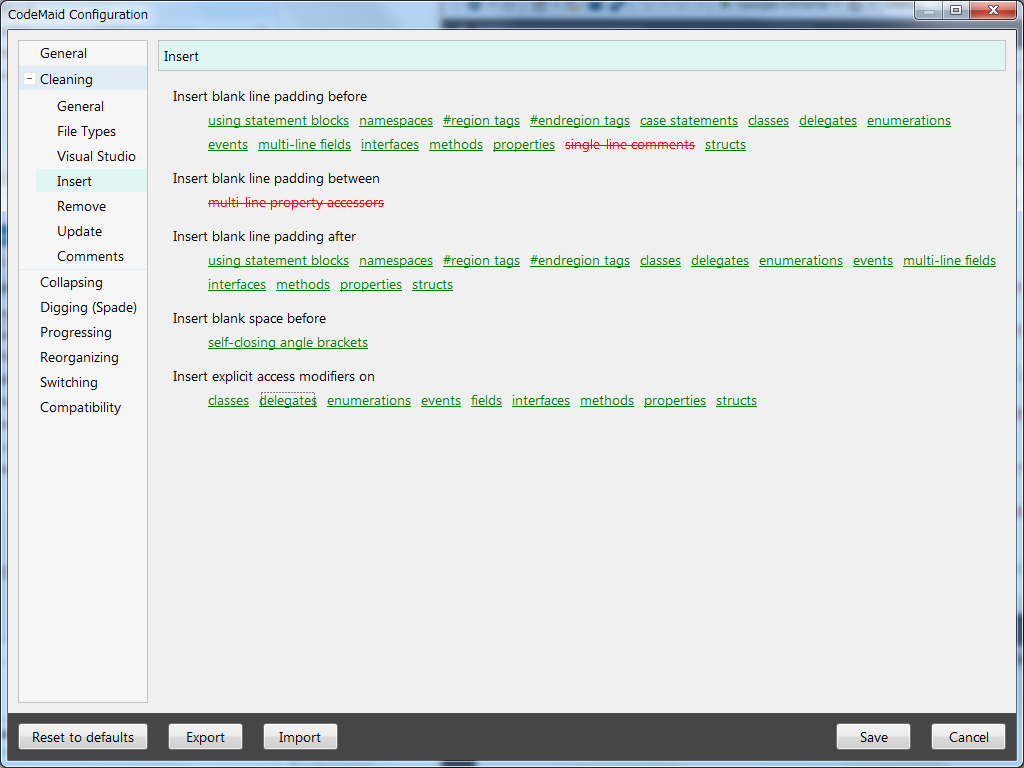 CodeMaid Configuration
General
Cleaning
General
File Types
Visual Studio
Insert
Remove
Update
Comments
Collapsing
Digging (Spade)
Progressing
Reorganizing
Switching
Compatibility
Insert
Insert blank line padding before
using statement blocks namespaces #region tags #endregion tags case statements classes delegates enumerations
events multi-line fields interfaces methods properties single-line comments structs
Insert blank line padding between
multi-line property accessors
Insert blank line padding after
using statement blocks namespaces #region tags #endregion tags classes delegates enumerations events multi-line fields
interfaces methods properties structs
Insert blank space before
self-closing angle brackets
Insert explicit access modifiers on
classes delegates enumerations events fields interfaces methods properties structs
Reset to defaults Export Import Save Cancel